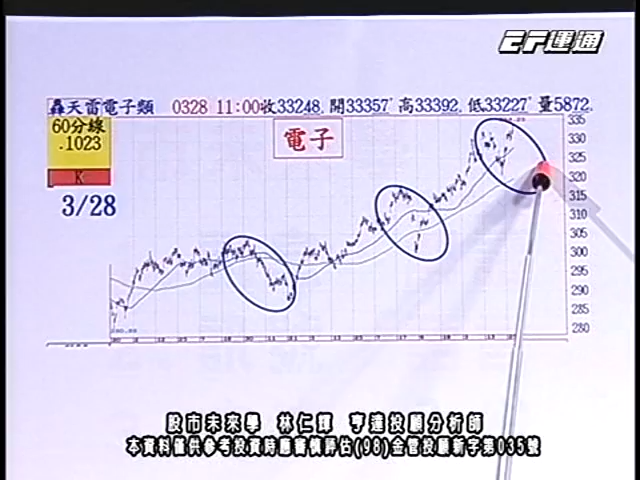 EF運通
轟天雷電子類 0328 11:00收33248. 開33357 高33392. 低33227 量5872.
60分線
.1023
K
3/28
電子
335
330
325
320
315
310
305
300
295
290
285
280
股市未來學 林仁輝 亨達投顧分析師
本資料僅供參考投資時應審慎評估(98)金管投顧新字第035號